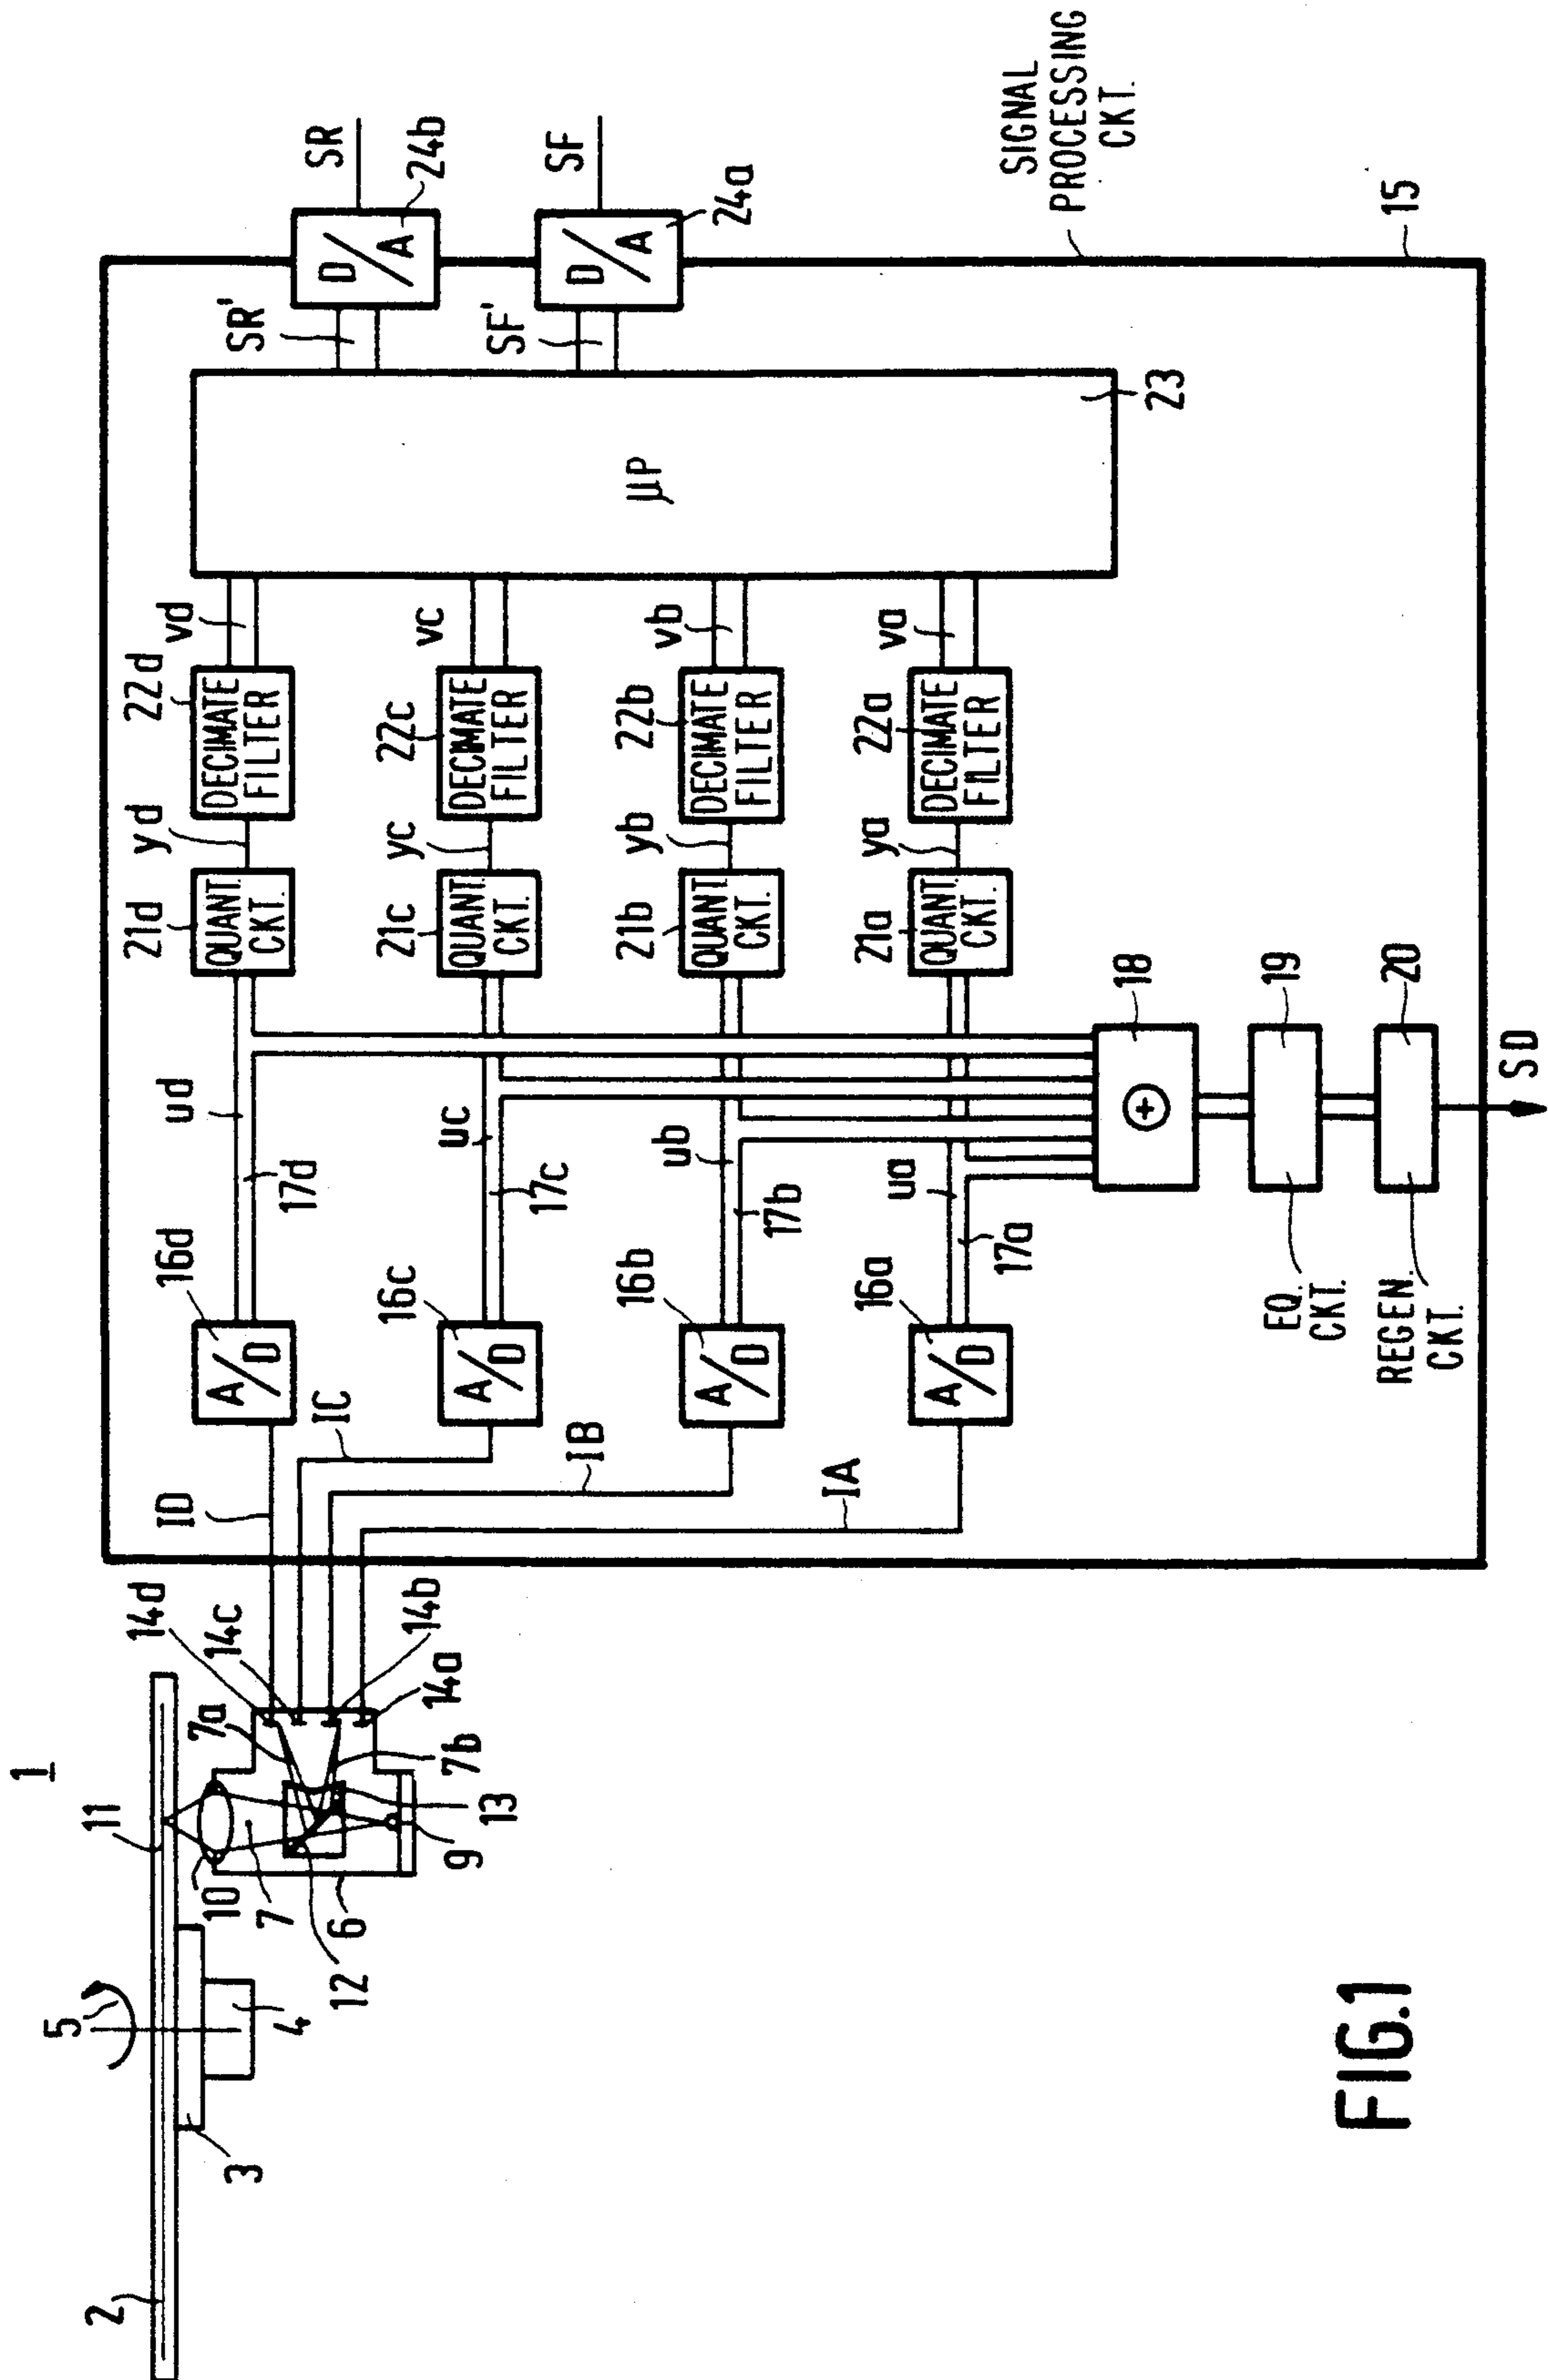 1
2
3
4
5
6
7
7a
7b
9
10
11
12
13
14d
14c
14b
14a
ID
IC
IB
IA
16d
A/D
16c
A/D
16b
A/D
16a
A/D
ud
17d
uc
17c
ub
17b
ua
17a
21d
QUANT.
CKT.
21c
QUANT.
CKT.
21b
QUANT
CKT.
21a
QUANT.
CKT.
yd
yc
yb
ya
22d
DECIMATE
FILTER
22c
DECIMATE
FILTER
22b
DECIMATE
FILTER
22a
DECIMATE
FILTER
vd
vc
vb
va
µP
23
SR'
SF'
D/A
24b
SR
D/A
24a
SF
SIGNAL
PROCESSING
CKT.
15
18
+
19
EQ.
CKT.
20
REGEN.
CKT.
SD
FIG.1